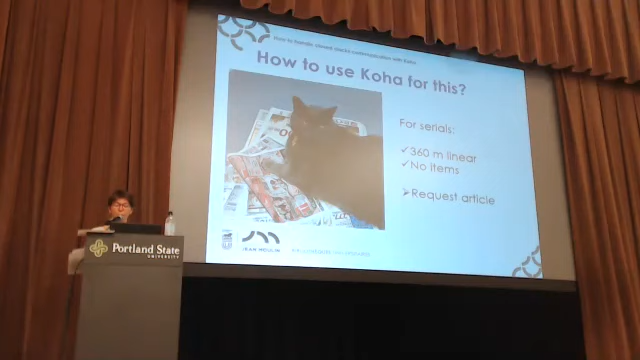 How to use Koha for this?
For serials:
✓360 m linear
✓No items
➤Request article
JEAN MOULIN
Portland State
UNIVERSITY